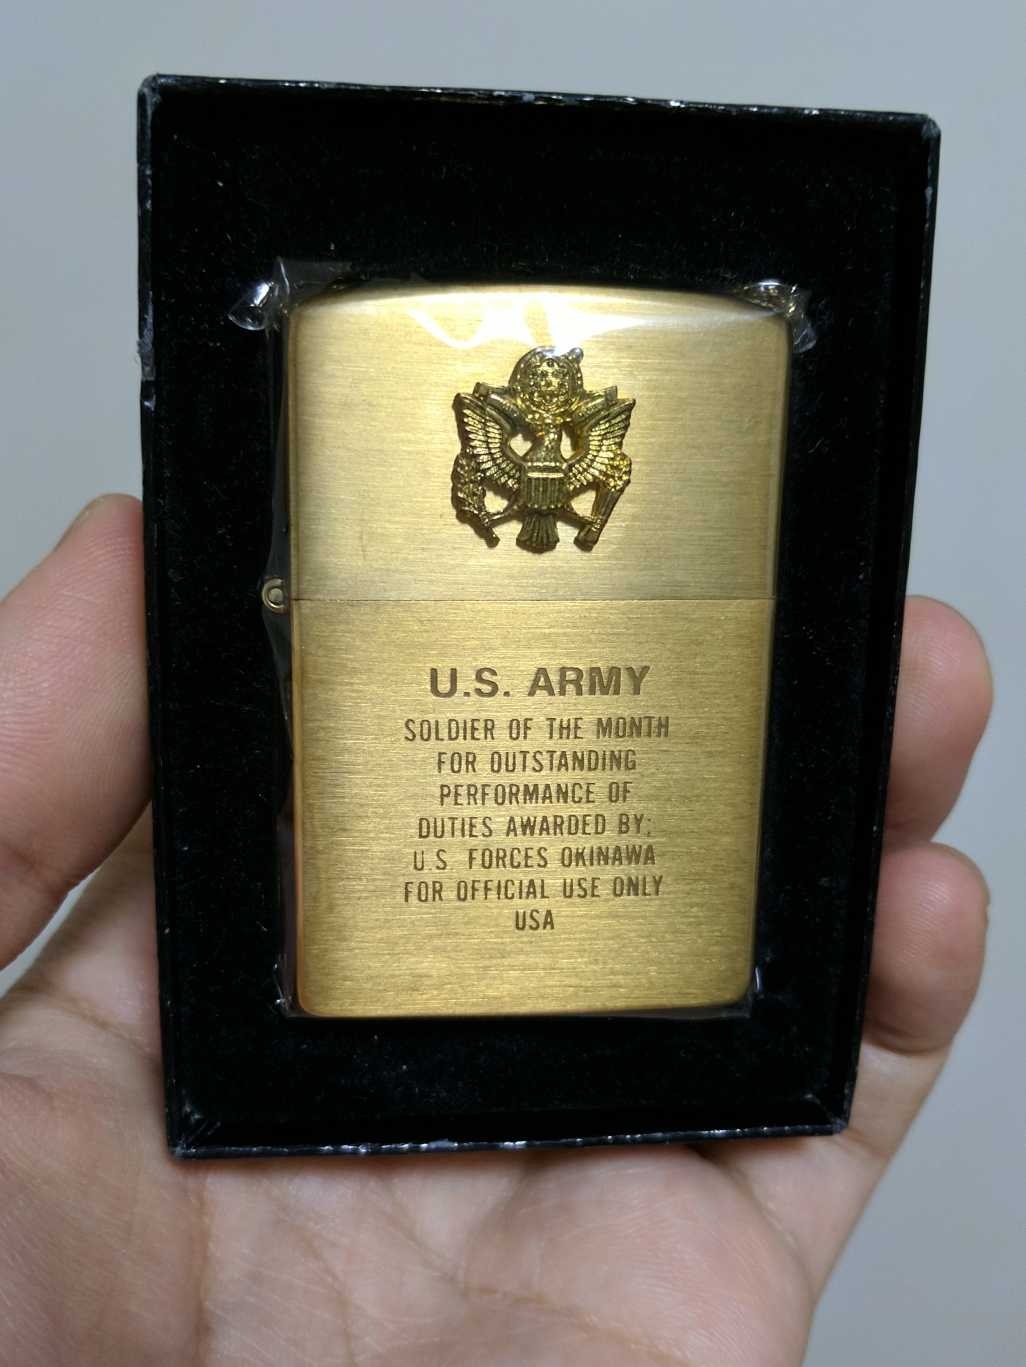 U.S. ARMY
SOLDIER OF THE MONTH
FOR OUTSTANDING
PERFORMANCE OF
DUTIES AWARDED BY;
U.S. FORCES OKINAWA
FOR OFFICIAL USE ONLY
USA